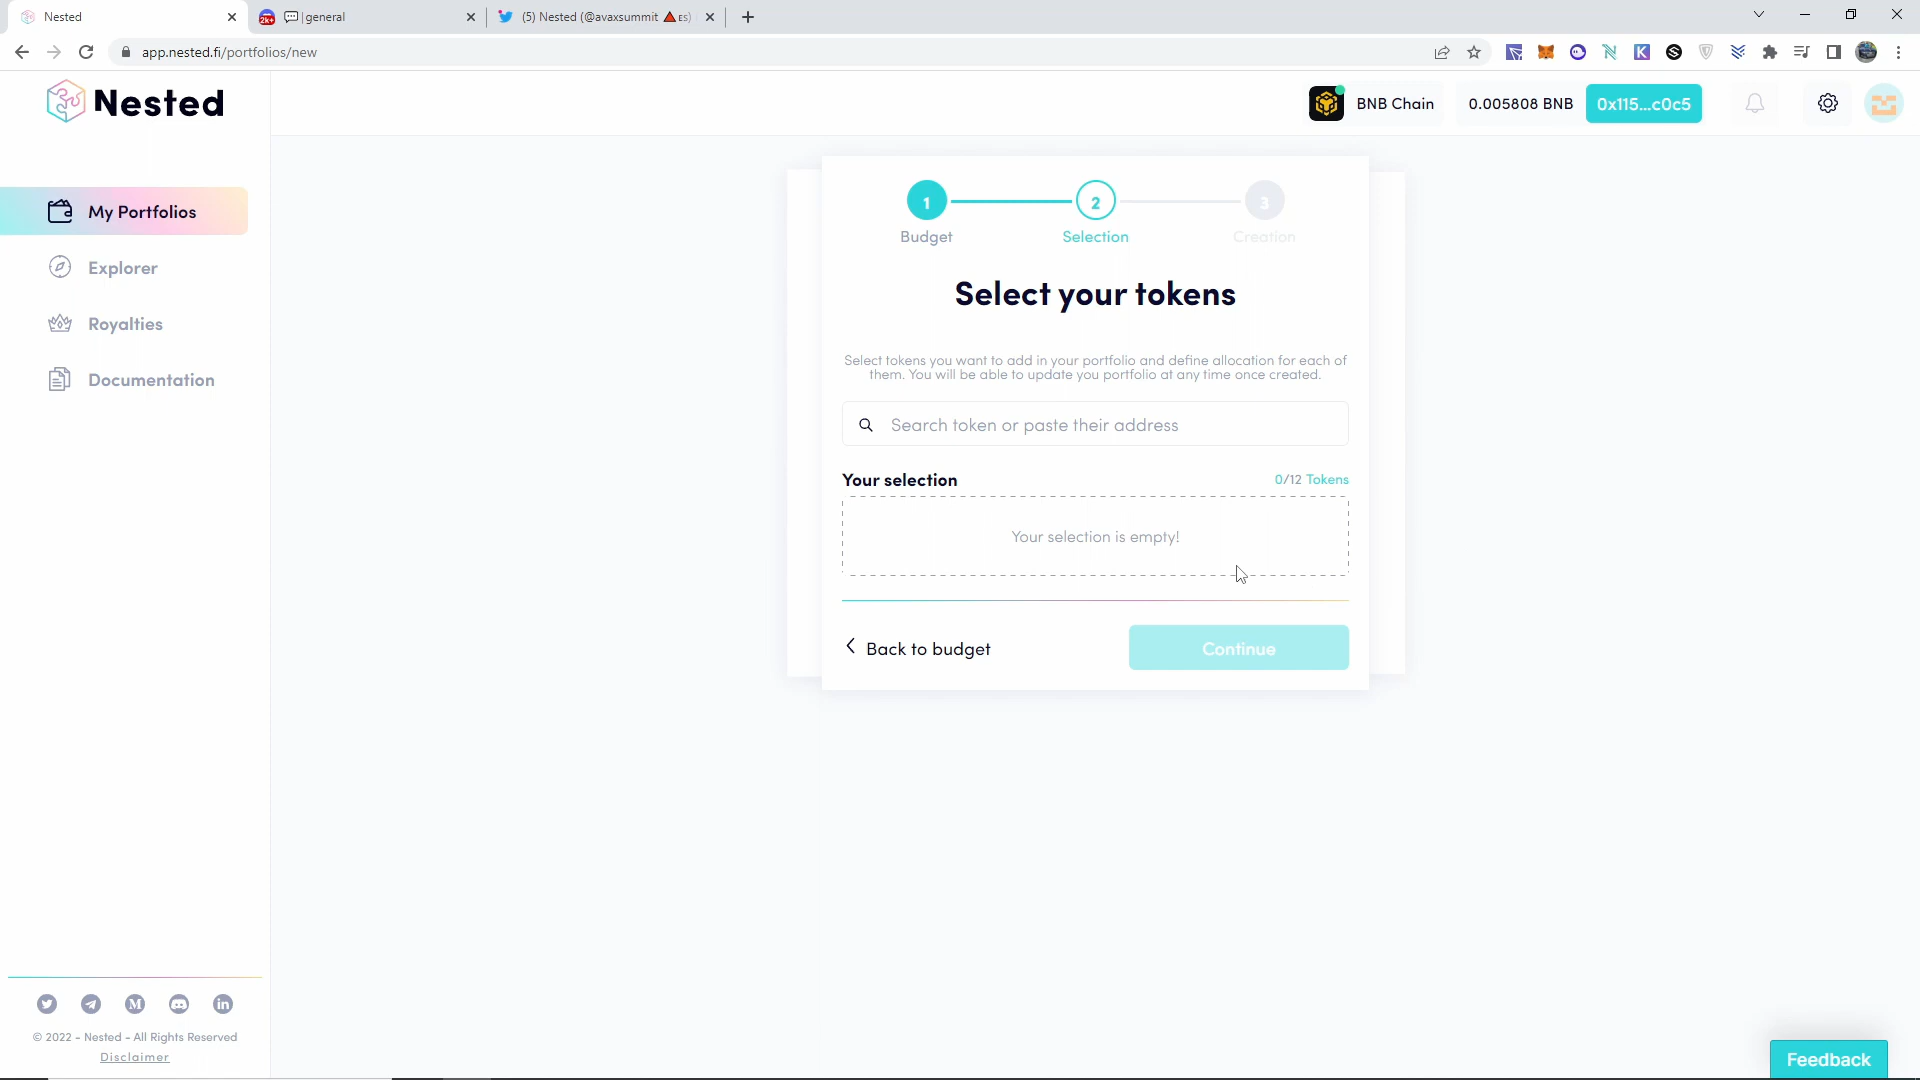 Nested
2k+
| general
(5) Nested (@avaxsummit 🔺 ES)
app.nested.fi/portfolios/new
Nested
BNB Chain
0.005808 BNB
0x115...c0c5
My Portfolios
Explorer
Royalties
Documentation
1
2
3
Budget
Selection
Creation
Select your tokens
Select tokens you want to add in your portfolio and define allocation for each of
them. You will be able to update you portfolio at any time once created.
Search token or paste their address
Your selection
0/12 Tokens
Your selection is empty!
Back to budget
Continue
© 2022 - Nested - All Rights Reserved
Disclaimer
Feedback